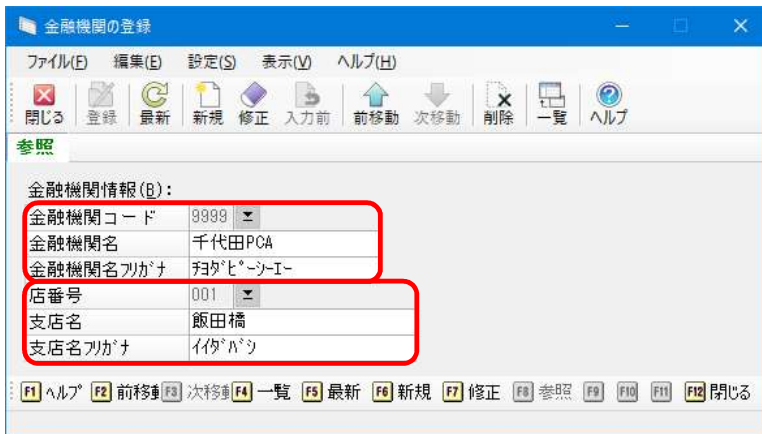 金融機関の登録
ファイル(F) 編集(E) 設定(S) 表示(V) ヘルプ(H)
閉じる 登録 最新 新規 修正 入力前 前移動 次移動 削除 一覧 ヘルプ
参照
金融機関情報(B):
金融機関コード 9999
金融機関名 千代田PCA
金融機関名フリガナ チヨダピーシーエー
店番号 001
支店名 飯田橋
支店名フリガナ イイダバシ
F1 ヘルプ F2 前移動 F3 次移動 F4 一覧 F5 最新 F6 新規 F7 修正 F8 参照 F9 F10 F11 F12 閉じる